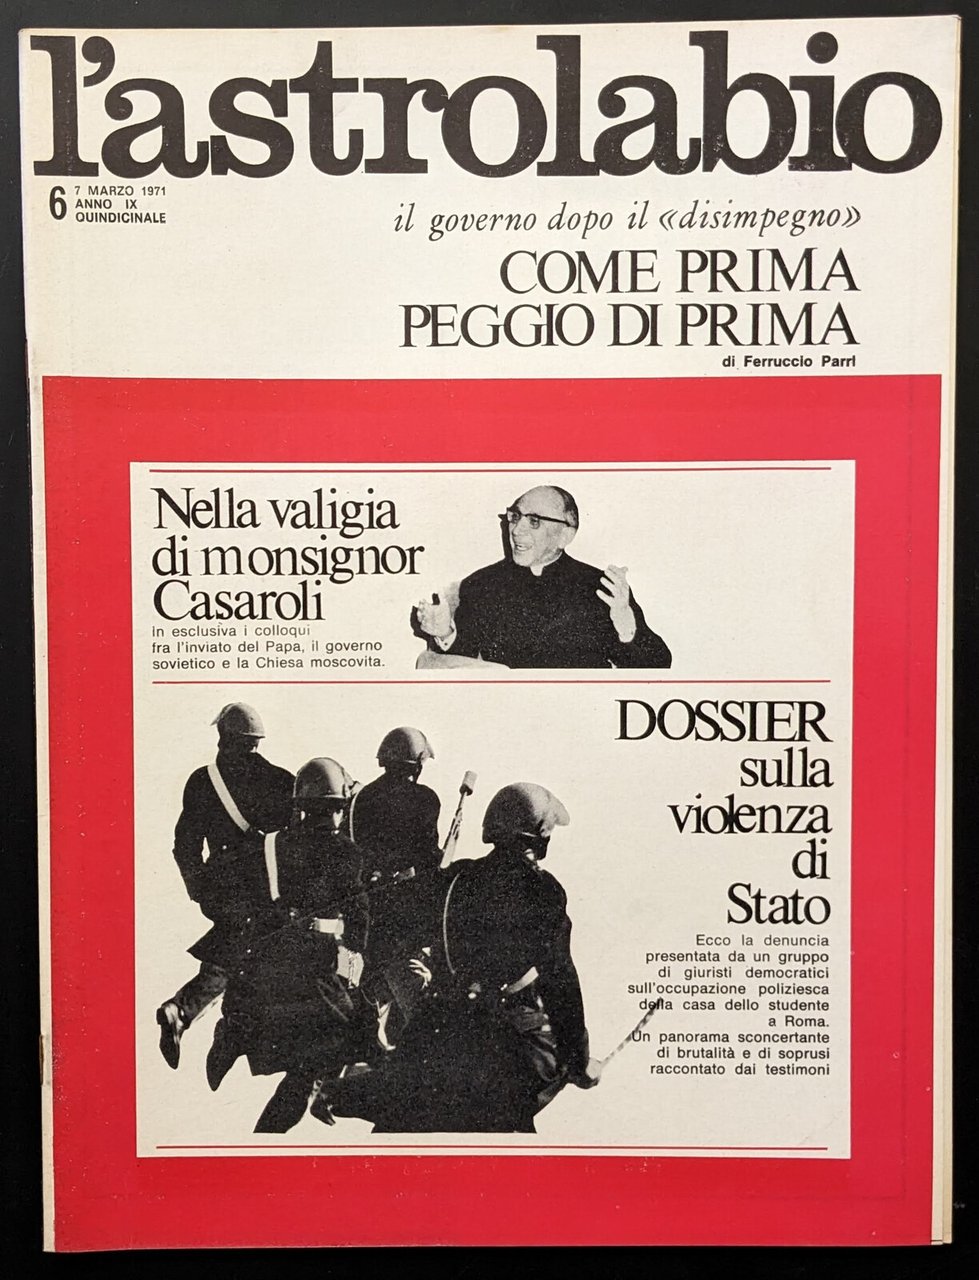 l'astrolabio
6
7 MARZO 1971
ANNO IX
QUINDICINALE
il governo dopo il «disimpegno»
COME PRIMA
PEGGIO DI PRIMA
di Ferruccio Parri
Nella valigia
di monsignor
Casaroli
In esclusiva i colloqui
fra l'inviato del Papa, il governo
sovietico e la Chiesa moscovita.
DOSSIER
sulla
violenza
di
Stato
Ecco la denuncia
presentata da un gruppo
di giuristi democratici
sull'occupazione poliziesca
della casa dello studente
a Roma.
Un panorama sconcertante
di brutalità e di soprusi
raccontato dai testimoni